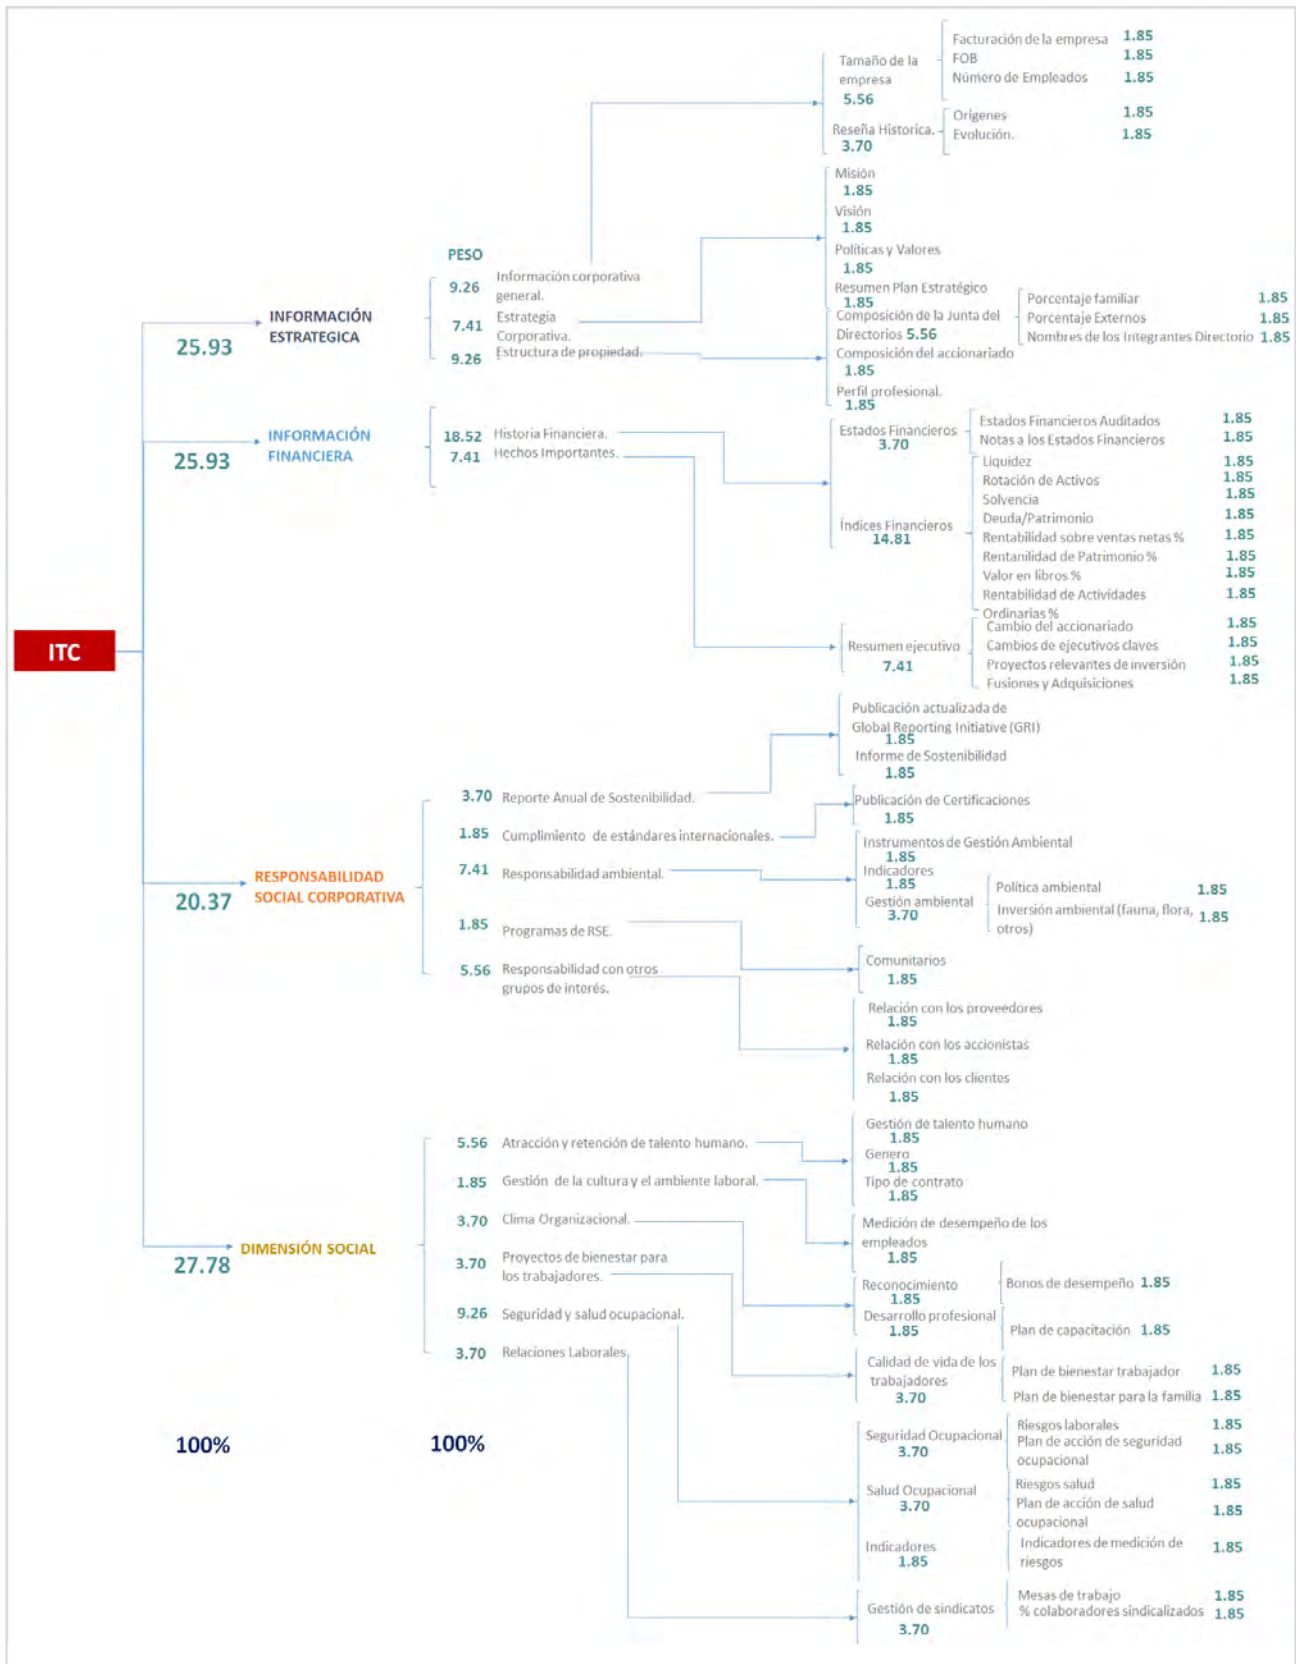 Facturación de la empresa 1.85
FOB 1.85
Número de Empleados 1.85
Tamaño de la
empresa
5.56
Origenes 1.85
Evolución. 1.85
Reseña Historica.
3.70
Misión
1.85
Visión
1.85
Políticas y Valores
1.85
Resumen Plan Estratégico
1.85
PESO
9.26 Información corporativa
general.
7.41 Estrategia
Corporativa.
9.26 Estructura de propiedad.
INFORMACIÓN
ESTRATEGICA
25.93
Composición de la Junta del
Directorios 5.56
Porcentaje familiar 1.85
Porcentaje Externos 1.85
Nombres de los Integrantes Directorio 1.85
Composición del accionariado
1.85
Perfil profesional.
1.85
INFORMACIÓN
FINANCIERA
25.93
18.52 Historia Financiera.
7.41 Hechos Importantes.
Estados Financieros
3.70
Estados Financieros Auditados 1.85
Notas a los Estados Financieros 1.85
Índices Financieros
14.81
Liquidez 1.85
Rotación de Activos 1.85
Solvencia 1.85
Deuda/Patrimonio 1.85
Rentabilidad sobre ventas netas % 1.85
Rentanilidad de Patrimonio % 1.85
Valor en libros % 1.85
Rentabilidad de Actividades 1.85
Ordinarias %
ITC
Resumen ejecutivo
7.41
Cambio del accionariado 1.85
Cambios de ejecutivos claves 1.85
Proyectos relevantes de inversión 1.85
Fusiones y Adquisiciones 1.85
Publicación actualizada de
Global Reporting Initiative (GRI)
1.85
Informe de Sostenibilidad
1.85
3.70 Reporte Anual de Sostenibilidad.
Publicación de Certificaciones
1.85
1.85 Cumplimiento de estándares internacionales.
Instrumentos de Gestión Ambiental
1.85
Indicadores
1.85
Gestión ambiental
3.70
7.41 Responsabilidad ambiental.
Política ambiental 1.85
Inversión ambiental (fauna, flora, 1.85
otros)
RESPONSABILIDAD
SOCIAL CORPORATIVA
20.37
1.85 Programas de RSE.
Comunitarios
1.85
5.56 Responsabilidad con otros
grupos de interés.
Relación con los proveedores
1.85
Relación con los accionistas
1.85
Relación con los clientes
1.85
5.56 Atracción y retención de talento humano.
Gestión de talento humano
1.85
Genero
1.85
Tipo de contrato
1.85
1.85 Gestión de la cultura y el ambiente laboral.
3.70 Clima Organizacional.
Medición de desempeño de los
empleados
1.85
DIMENSIÓN SOCIAL
27.78
3.70 Proyectos de bienestar para
los trabajadores.
Reconocimiento
1.85
Bonos de desempeño 1.85
Desarrollo profesional
1.85
Plan de capacitación 1.85
9.26 Seguridad y salud ocupacional.
3.70 Relaciones Laborales.
Calidad de vida de los
trabajadores
3.70
Plan de bienestar trabajador 1.85
Plan de bienestar para la familia 1.85
100% 100%
Seguridad Ocupacional
3.70
Riesgos laborales 1.85
Plan de acción de seguridad
ocupacional 1.85
Salud Ocupacional
3.70
Riesgos salud 1.85
Plan de acción de salud
ocupacional 1.85
Indicadores
1.85
Indicadores de medición de
riesgos 1.85
Gestión de sindicatos
3.70
Mesas de trabajo 1.85
% colaboradores sindicalizados 1.85